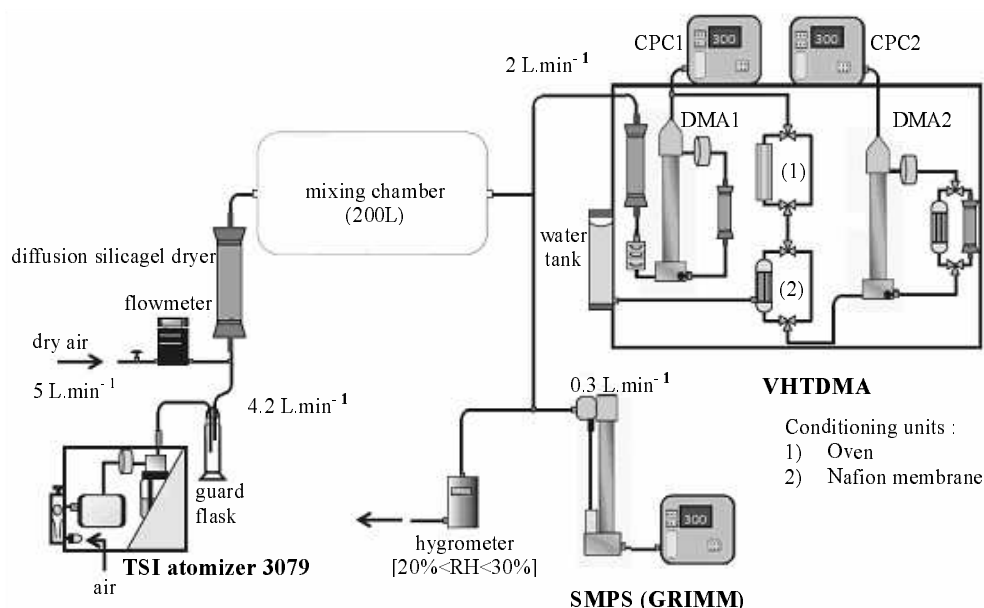 CPC1
CPC2
300
300
2 L.min- 1
DMA1
DMA2
(1)
(2)
mixing chamber
(200L)
water
tank
diffusion silicagel dryer
flowmeter
dry air
5 L.min- 1
4.2 L.min- 1
0.3 L.min- 1
VHTDMA
Conditioning units :
1) Oven
2) Nafion membrane
guard
flask
TSI atomizer 3079
air
hygrometer
[20%<RH<30%]
300
SMPS (GRIMM)